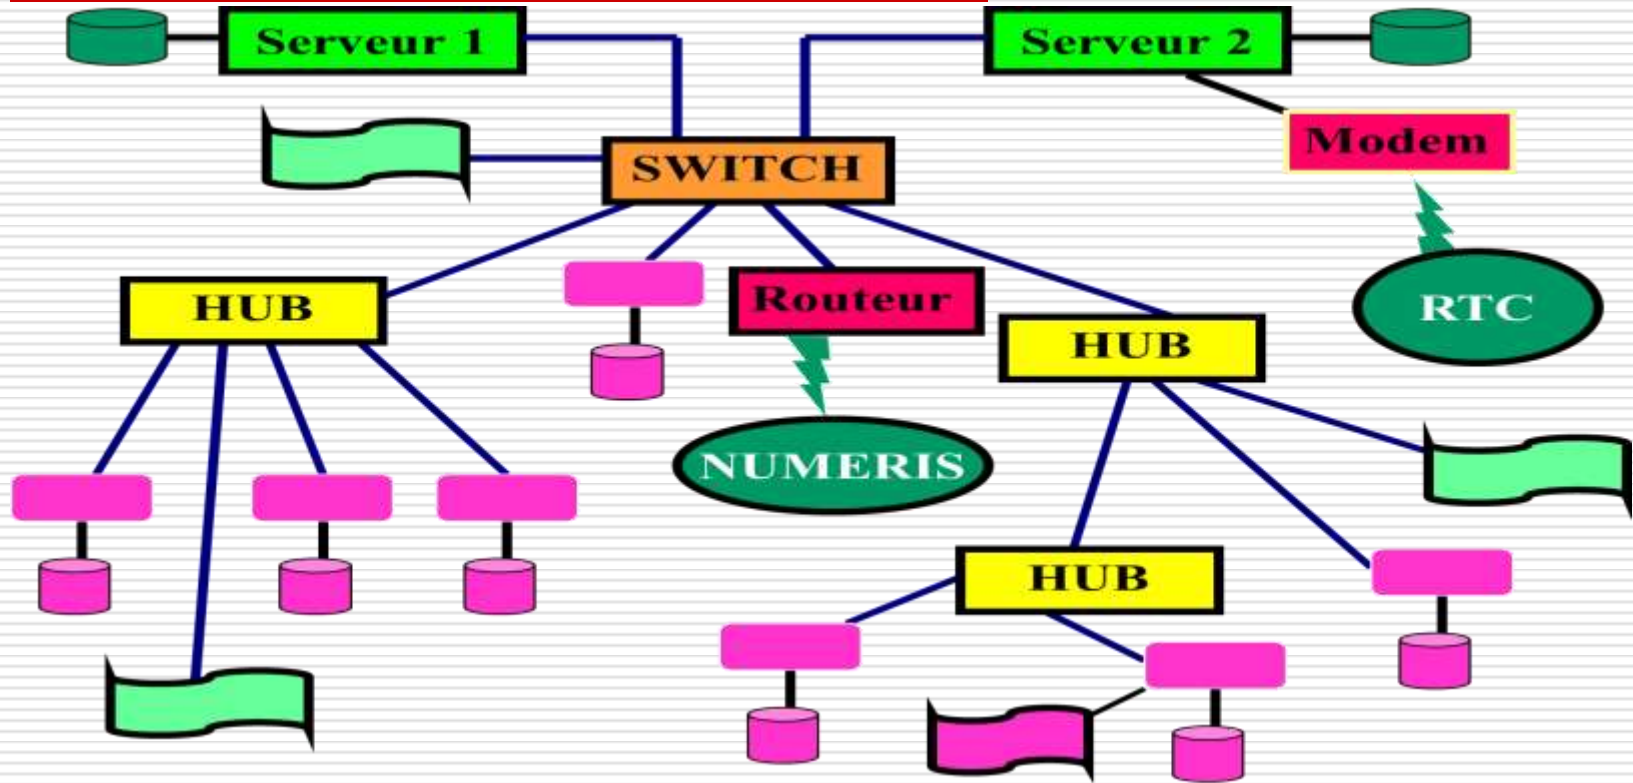 Serveur 1
Serveur 2
Modem
SWITCH
HUB
Routeur
RTC
HUB
NUMERIS
HUB